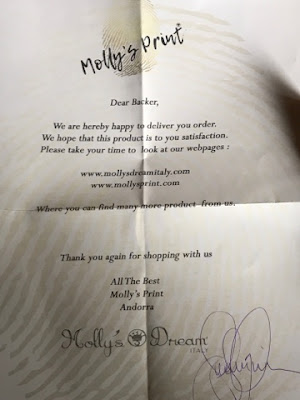 Molly's Print
Dear Backer,
We are hereby happy to deliver you order.
We hope that this product is to you satisfaction.
Please take your time to look at our webpages :
www.mollysdreamitaly.com
www.mollysprint.com
Where you can find many more product from us.
Thank you again for shopping with us
All The Best
Molly's Print
Andorra
Molly's Dream
ITALY